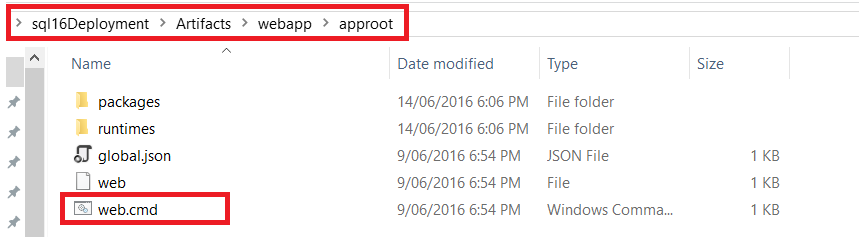 sql16Deployment > Artifacts > webapp > approot
Name Date modified Type Size
packages 14/06/2016 6:06 PM File folder
runtimes 14/06/2016 6:06 PM File folder
global.json 9/06/2016 6:54 PM JSON File 1 KB
web 9/06/2016 6:54 PM File 1 KB
web.cmd 9/06/2016 6:54 PM Windows Comma... 1 KB